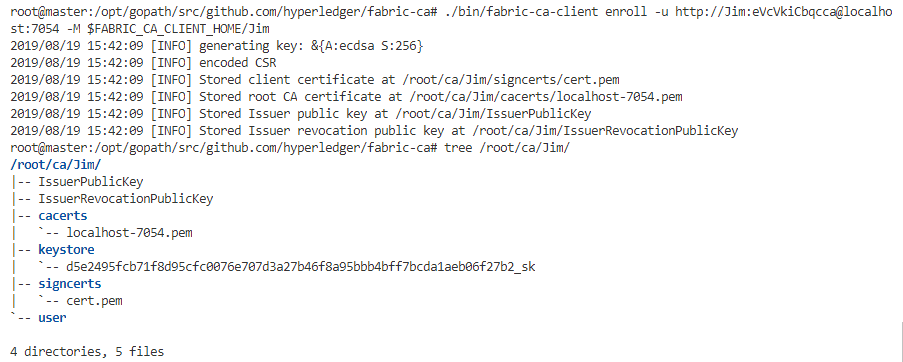 root@master:/opt/gopath/src/github.com/hyperledger/fabric-ca# ./bin/fabric-ca-client enroll -u http://Jim:eVcVkiCbqcca@localho
st:7054 -M $FABRIC_CA_CLIENT_HOME/Jim
2019/08/19 15:42:09 [INFO] generating key: &{A:ecdsa S:256}
2019/08/19 15:42:09 [INFO] encoded CSR
2019/08/19 15:42:09 [INFO] Stored client certificate at /root/ca/Jim/signcerts/cert.pem
2019/08/19 15:42:09 [INFO] Stored root CA certificate at /root/ca/Jim/cacerts/localhost-7054.pem
2019/08/19 15:42:09 [INFO] Stored Issuer public key at /root/ca/Jim/IssuerPublicKey
2019/08/19 15:42:09 [INFO] Stored Issuer revocation public key at /root/ca/Jim/IssuerRevocationPublicKey
root@master:/opt/gopath/src/github.com/hyperledger/fabric-ca# tree /root/ca/Jim/
/root/ca/Jim/
|-- IssuerPublicKey
|-- IssuerRevocationPublicKey
|-- cacerts
|   `-- localhost-7054.pem
|-- keystore
|   `-- d5e2495fcb71f8d95cfc0076e707d3a27b46f8a95bbb4bff7bcda1aeb06f27b2_sk
|-- signcerts
|   `-- cert.pem
`-- user
4 directories, 5 files